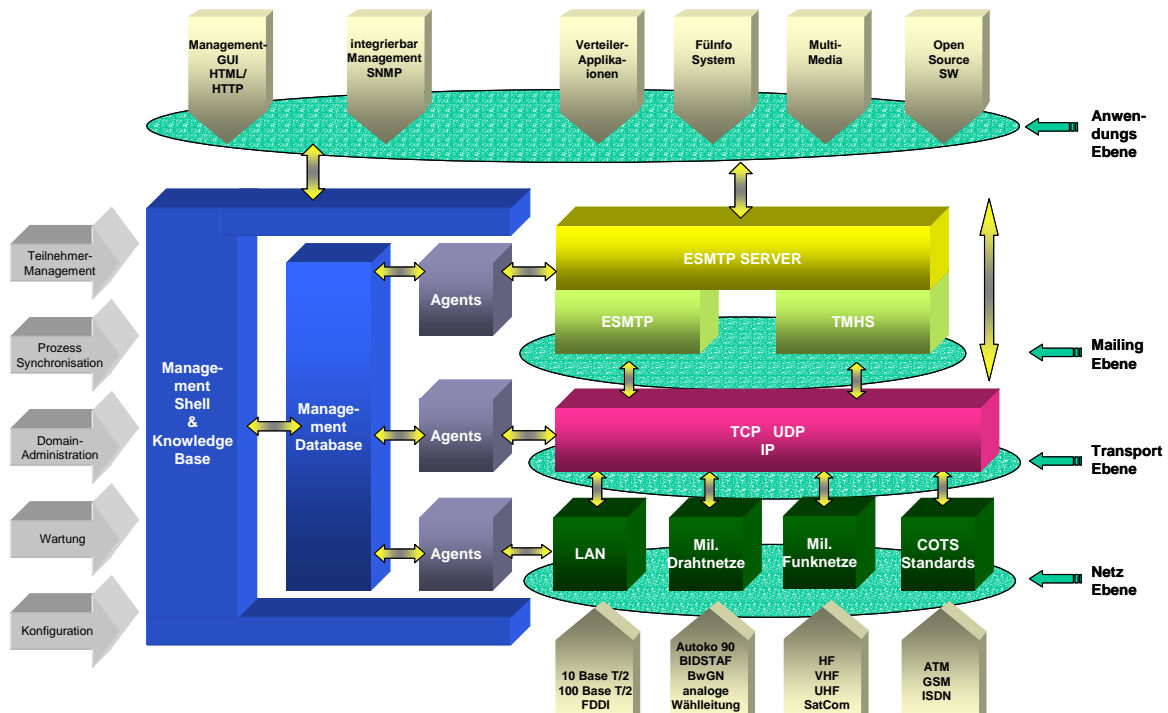 Management-
GUI
HTML/
HTTP
integrierbar
Management
SNMP
Verteiler-
Applika-
ionen
FüInfo
System
Multi-
Media
Open
Source
SW
Anwen-
dungs
Ebene
Teilnehmer-
Management
Prozess
Synchronisation
Domain-
Administration
Wartung
Konfiguration
Manage-
ment
Shell
&
Knowledge
Base
Manage-
ment
Database
Agents
Agents
Agents
ESMTP SERVER
ESMTP
TMHS
Mailing
Ebene
TCP UDP
IP
Transport
Ebene
LAN
Mil.
Drahtnetze
Mil.
Funknetze
COTS
Standards
Netz
Ebene
10 Base T/2
100 Base T/2
FDDI
Autoko 90
BIDSTAF
BwGN
analoge
Wählleitung
HF
VHF
UHF
SatCom
ATM
GSM
ISDN